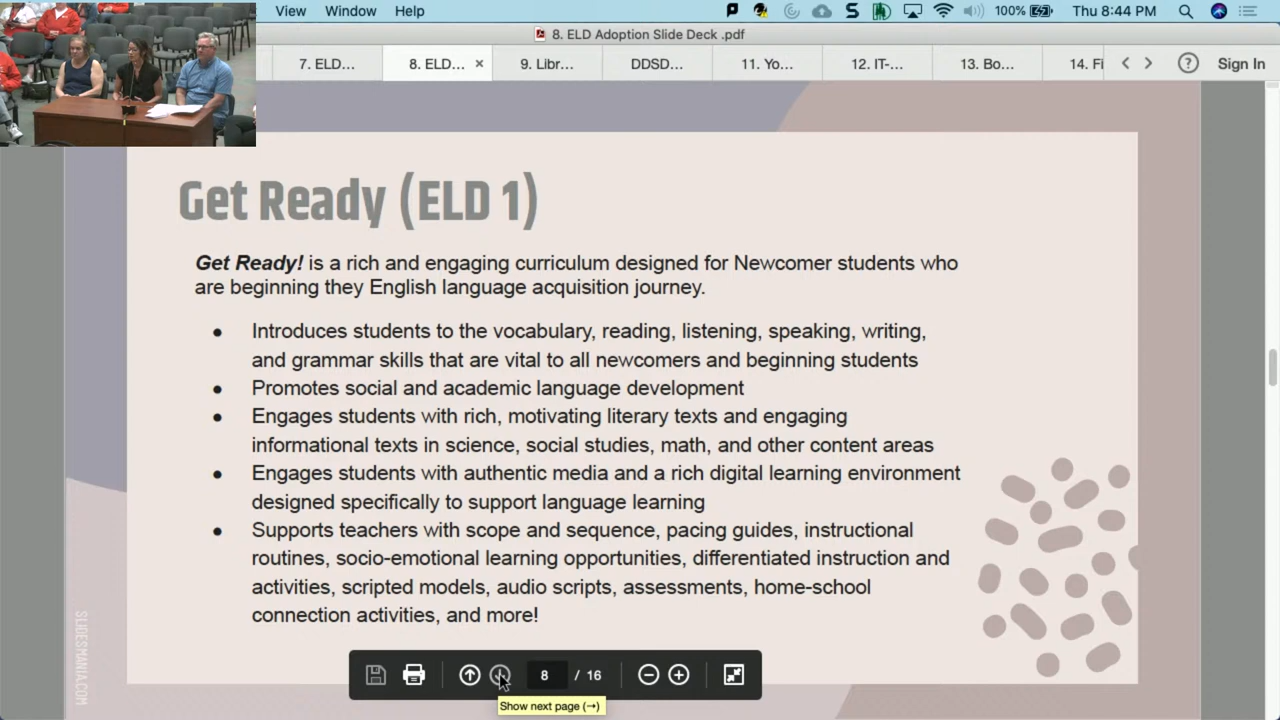 View Window Help
100% Thu 8:44 PM
8. ELD Adoption Slide Deck .pdf
7. ELD... 8. ELD... × 9. Libr... DDSD... 11. Yo... 12. IT-... 13. Bo... 14. Fi Sign In
Get Ready (ELD 1)
Get Ready! is a rich and engaging curriculum designed for Newcomer students who
are beginning they English language acquisition journey.
● Introduces students to the vocabulary, reading, listening, speaking, writing,
and grammar skills that are vital to all newcomers and beginning students
● Promotes social and academic language development
● Engages students with rich, motivating literary texts and engaging
informational texts in science, social studies, math, and other content areas
● Engages students with authentic media and a rich digital learning environment
designed specifically to support language learning
● Supports teachers with scope and sequence, pacing guides, instructional
routines, socio-emotional learning opportunities, differentiated instruction and
activities, scripted models, audio scripts, assessments, home-school
connection activities, and more!
SLIDESMANIA.COM
8 / 16
Show next page (→)